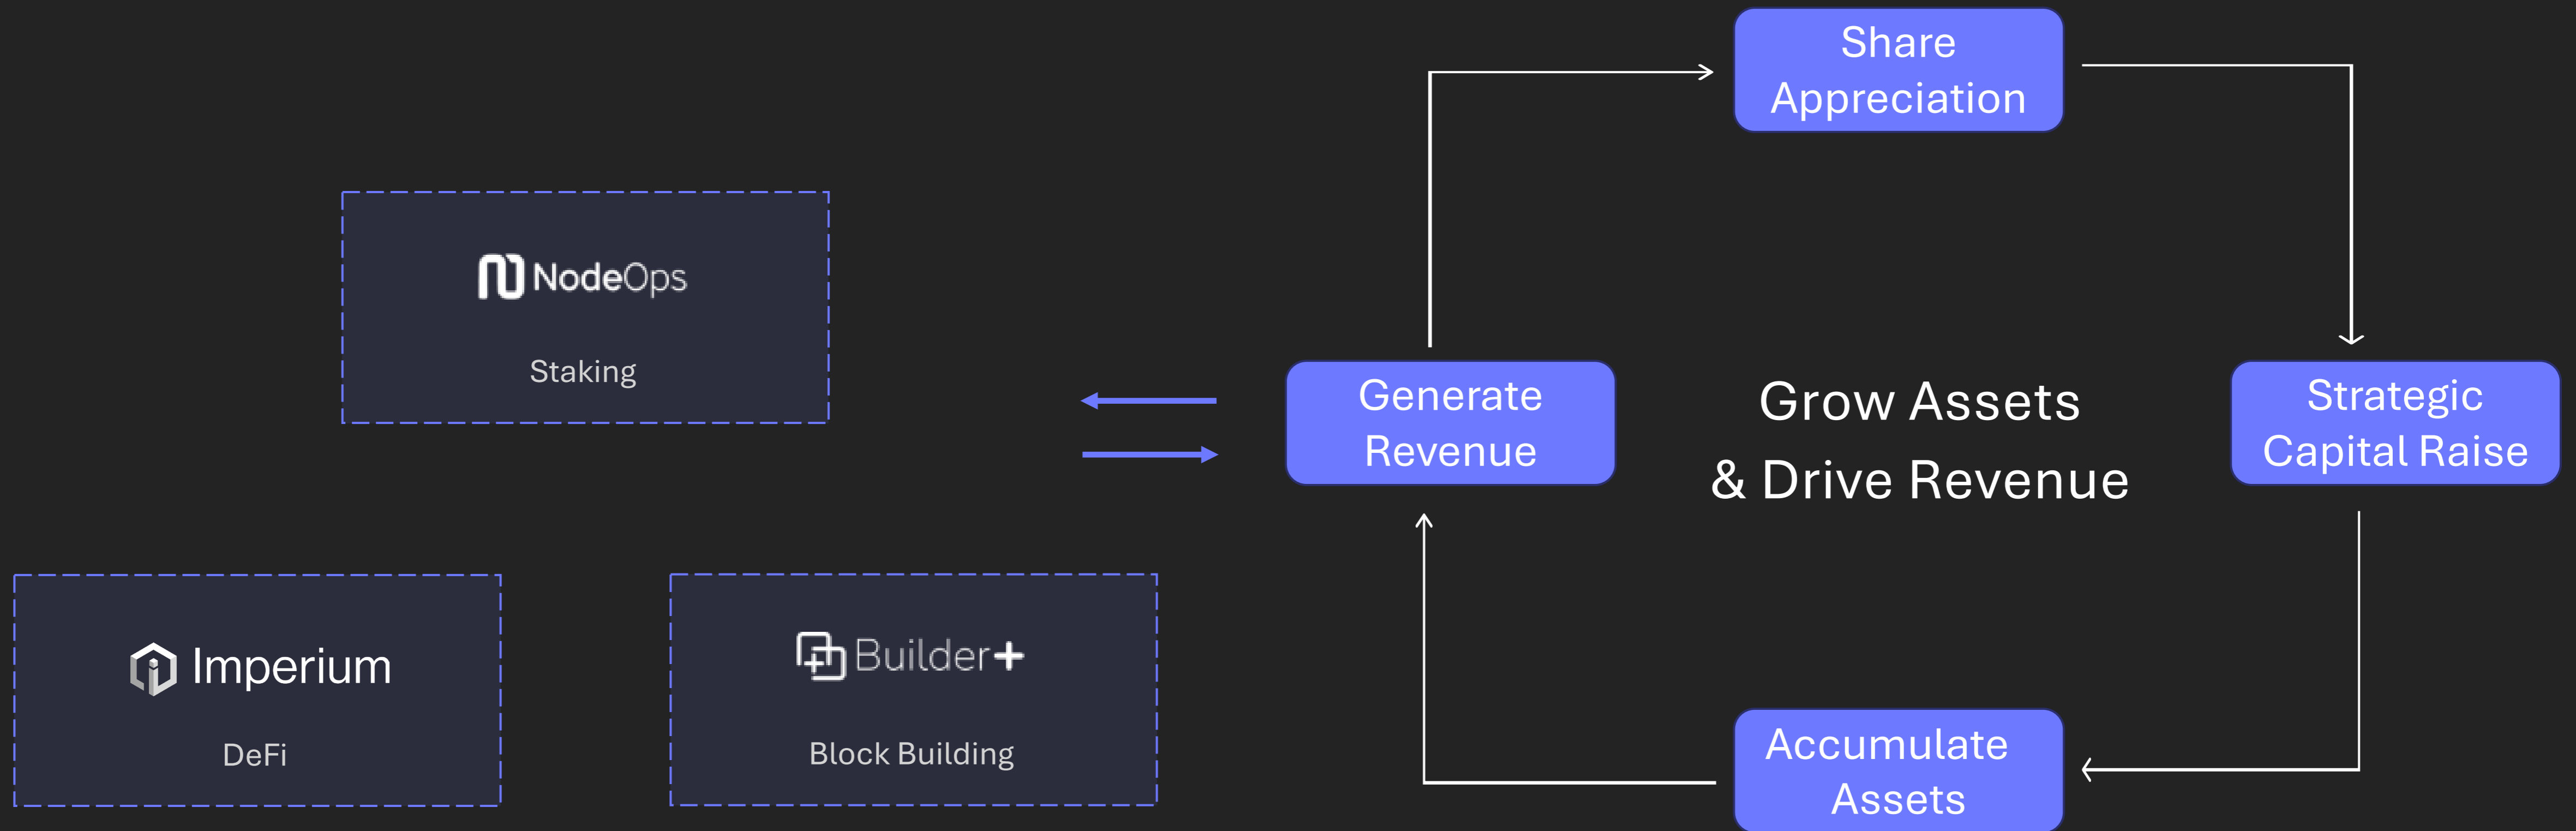 Share
Appreciation
NodeOps
Staking
Generate
Revenue
Grow Assets
& Drive Revenue
Strategic
Capital Raise
Imperium
DeFi
Builder+
Block Building
Accumulate
Assets